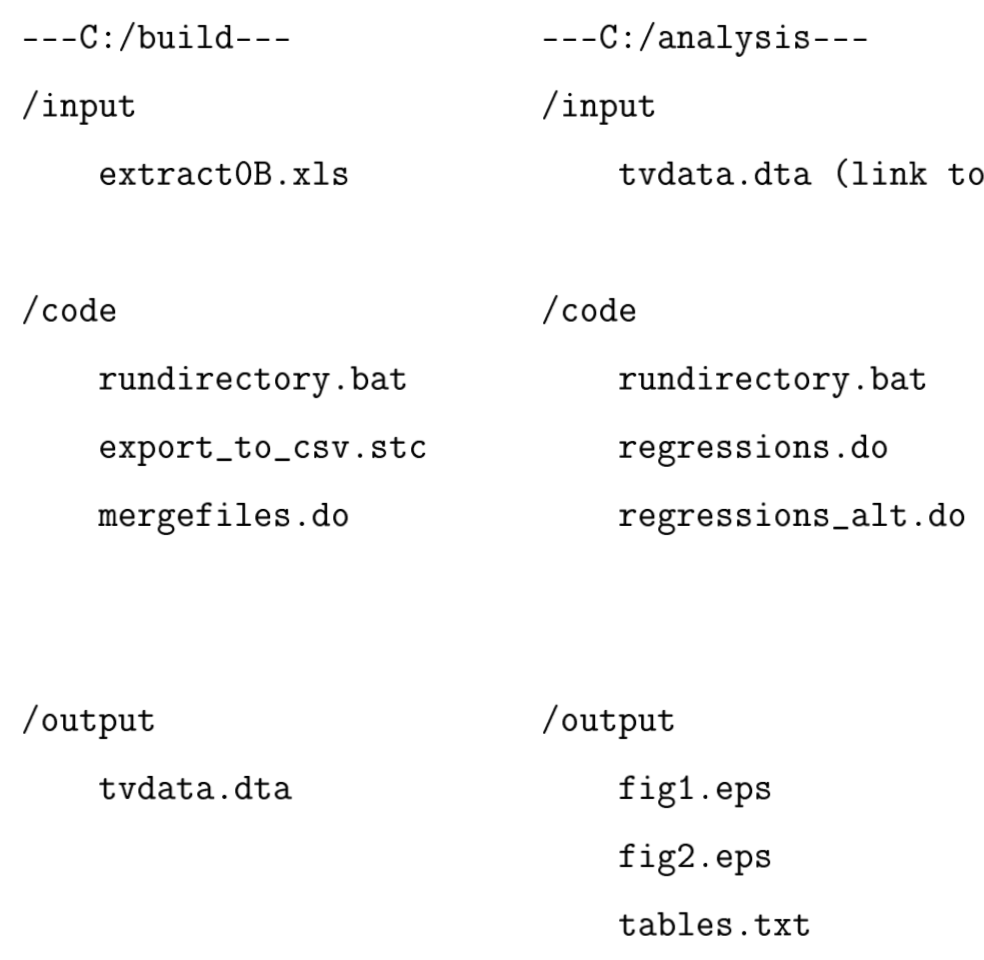 ---C:/build---
/input
extract0B.xls
/code
rundirectory.bat
export_to_csv.stc
mergefiles.do
/output
tvdata.dta
---C:/analysis---
/input
tvdata.dta (link to
/code
rundirectory.bat
regressions.do
regressions_alt.do
/output
fig1.eps
fig2.eps
tables.txt